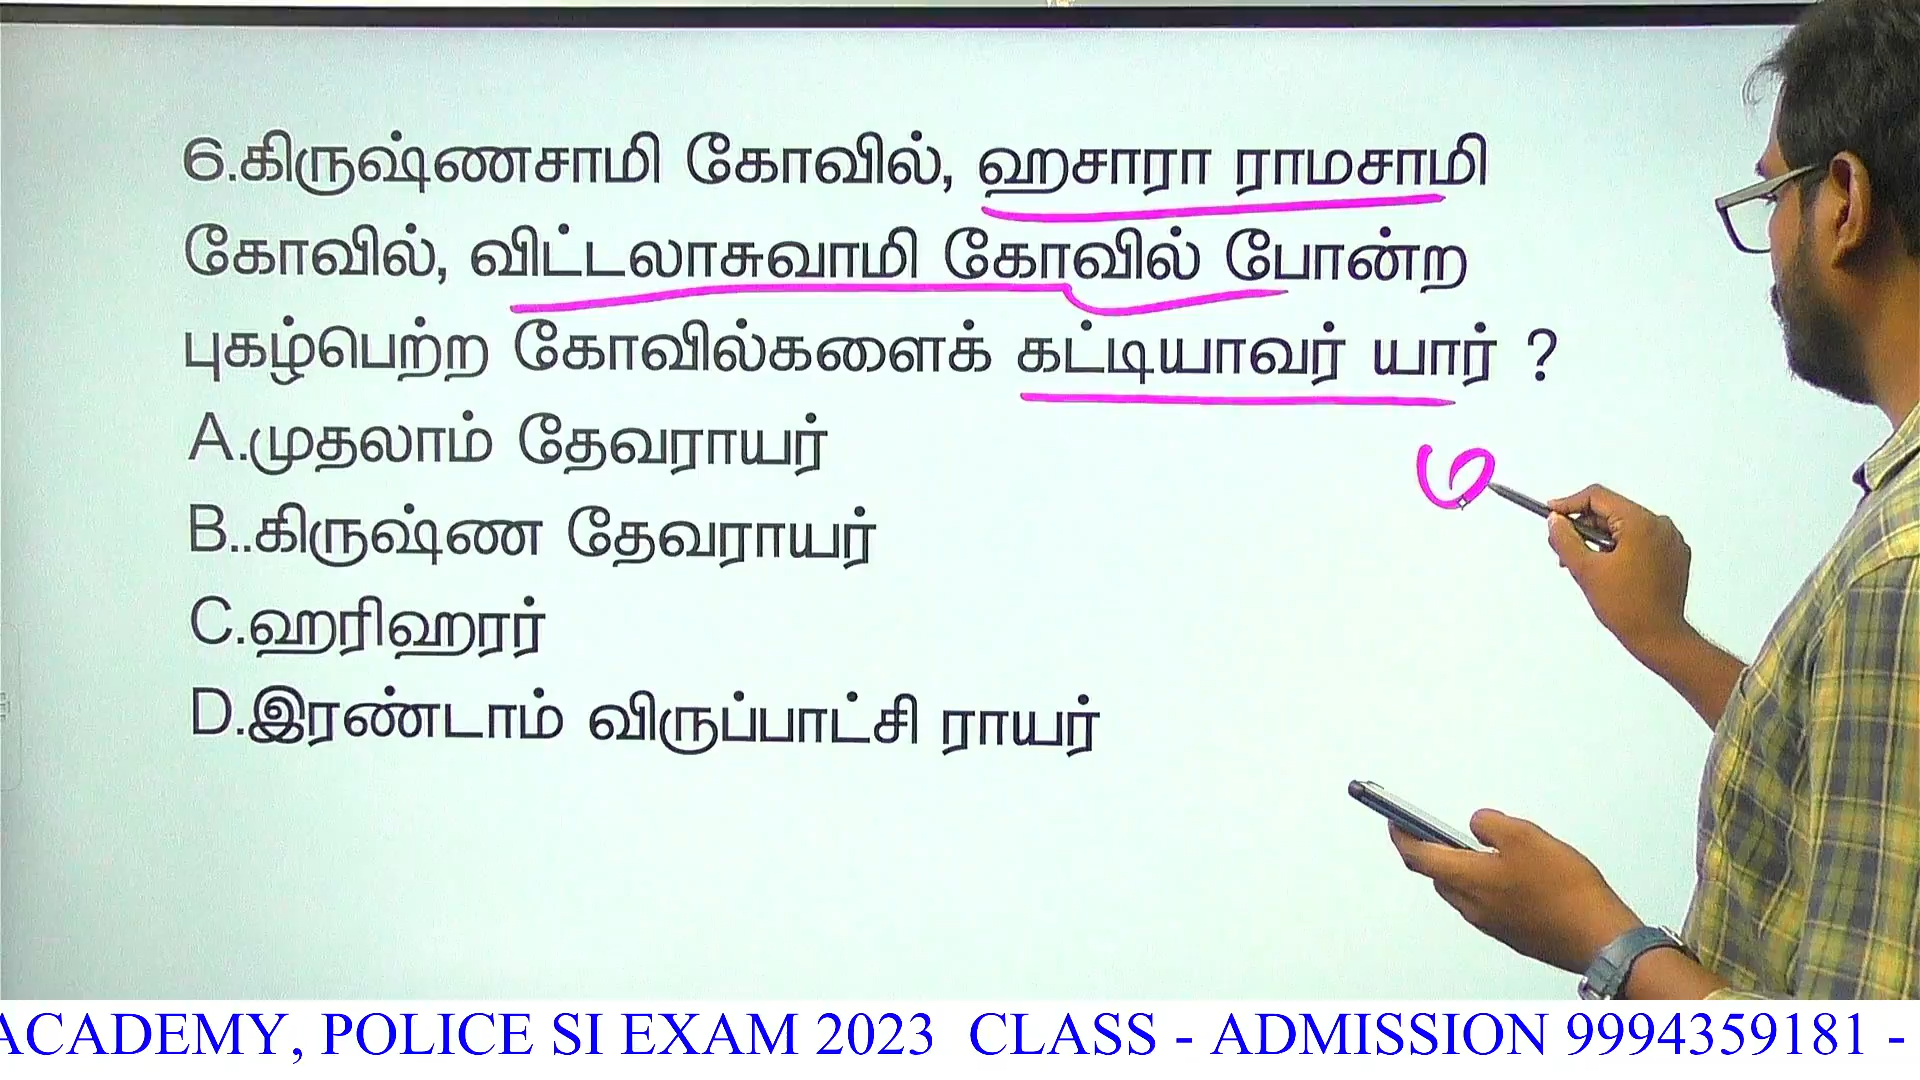 6.கிருஷ்ணசாமி கோவில், ஹசாரா ராமசாமி
கோவில், விட்டலாசுவாமி கோவில் போன்ற
புகழ்பெற்ற கோவில்களைக் கட்டியாவர் யார் ?
A.முதலாம் தேவராயர்
B..கிருஷ்ண தேவராயர்
C.ஹரிஹரர்
D.இரண்டாம் விருப்பாட்சி ராயர்
ACADEMY, POLICE SI EXAM 2023 CLASS - ADMISSION 9994359181 -